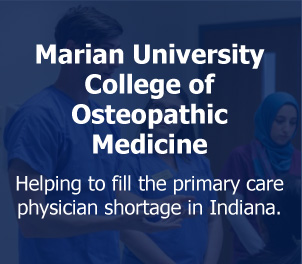 Marian University
College of
Osteopathic
Medicine
Helping to fill the primary care
physician shortage in Indiana.